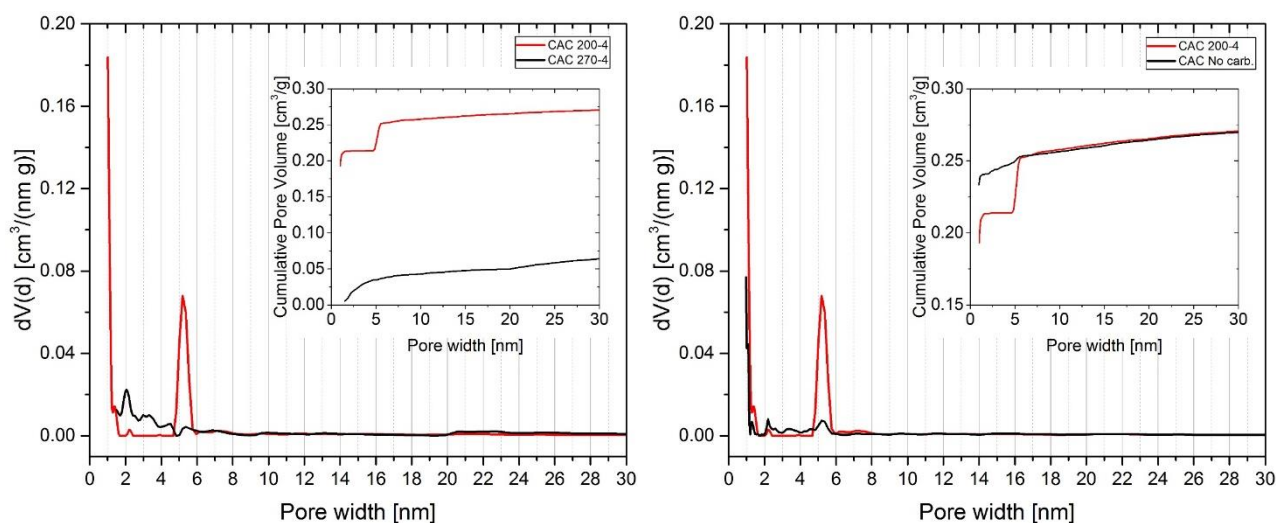 0.20
0.16
0.12
0.08
0.04
0.00
dV(d) [cm³/(nm g)]
CAC 200-4
CAC 270-4
Cumulative Pore Volume [cm³/g]
0.30
0.25
0.20
0.15
0.10
0.05
0.00
0 5 10 15 20 25 30
Pore width [nm]
0 2 4 6 8 10 12 14 16 18 20 22 24 26 28 30
Pore width [nm]
0.20
0.16
0.12
0.08
0.04
0.00
dV(d) [cm³/(nm g)]
CAC 200-4
CAC No carb.
Cumulative Pore Volume [cm³/g]
0.30
0.25
0.20
0.15
0 5 10 15 20 25 30
Pore width [nm]
0 2 4 6 8 10 12 14 16 18 20 22 24 26 28 30
Pore width [nm]